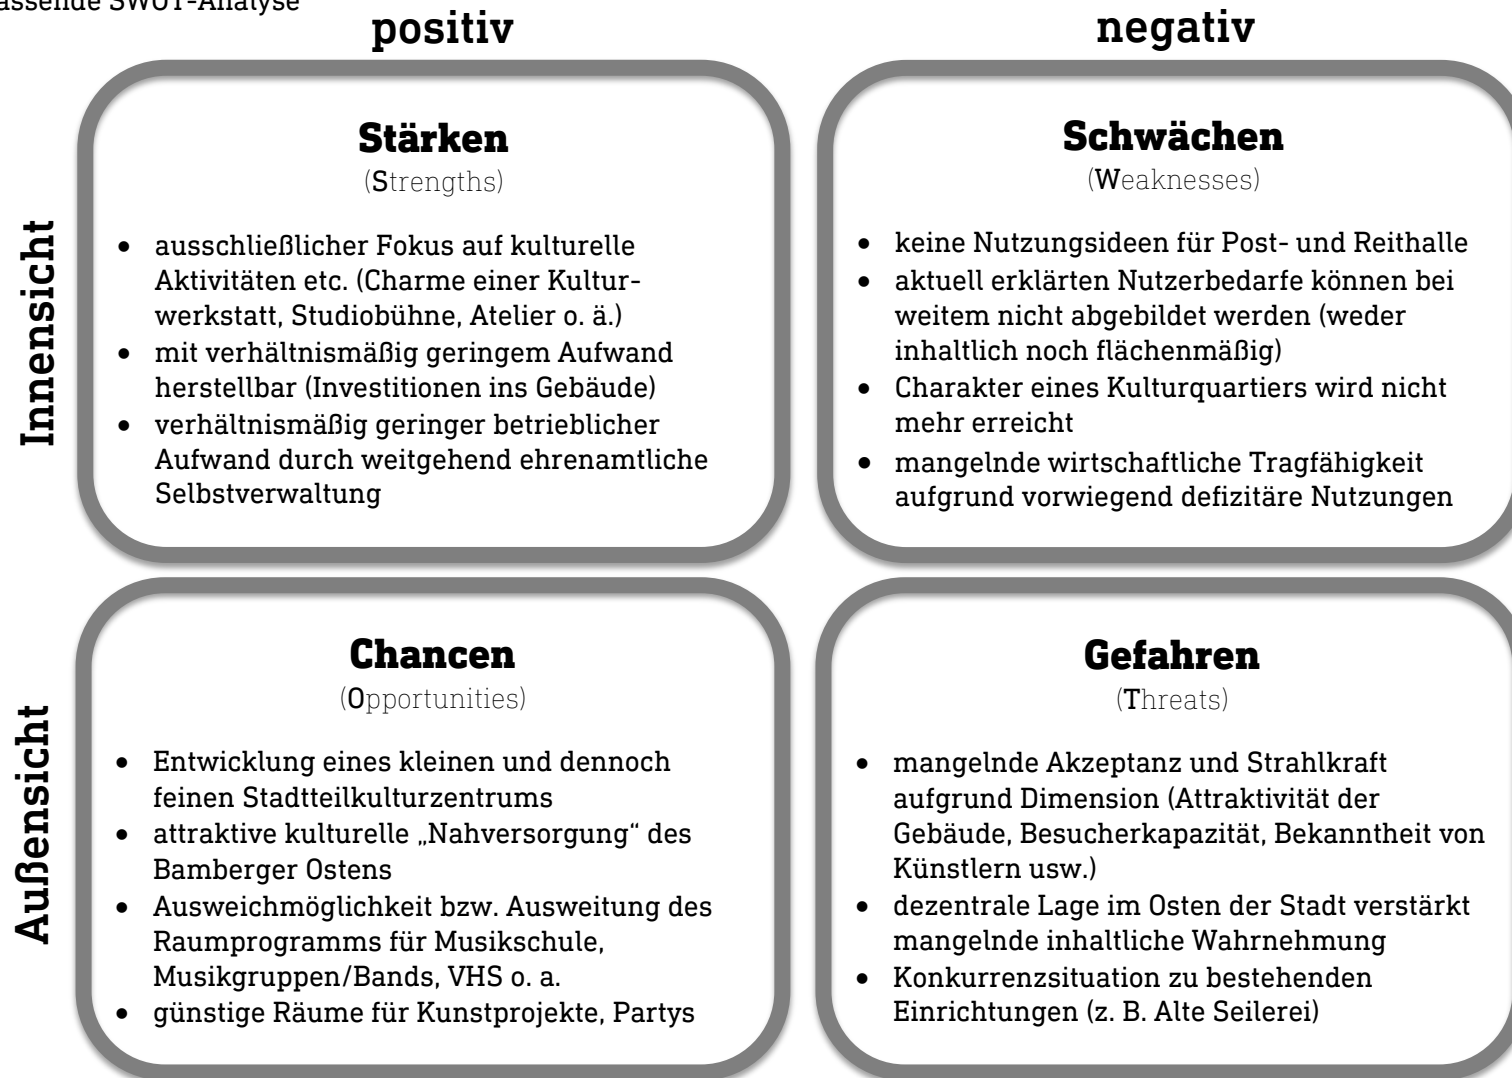 SWOT-Analyse
positiv
negativ
Innensicht
Stärken
(Strengths)
• ausschließlicher Fokus auf kulturelle
Aktivitäten etc. (Charme einer Kultur-
werkstatt, Studiobühne, Atelier o. ä.)
• mit verhältnismäßig geringem Aufwand
herstellbar (Investitionen ins Gebäude)
• verhältnismäßig geringer betrieblicher
Aufwand durch weitgehend ehrenamtliche
Selbstverwaltung
Schwächen
(Weaknesses)
• keine Nutzungsideen für Post- und Reithalle
• aktuell erklärten Nutzerbedarfe können bei
weitem nicht abgebildet werden (weder
inhaltlich noch flächenmäßig)
• Charakter eines Kulturquartiers wird nicht
mehr erreicht
• mangelnde wirtschaftliche Tragfähigkeit
aufgrund vorwiegend defizitäre Nutzungen
Außensicht
Chancen
(Opportunities)
• Entwicklung eines kleinen und dennoch
feinen Stadtteilkulturzentrums
• attraktive kulturelle „Nahversorgung“ des
Bamberger Ostens
• Ausweichmöglichkeit bzw. Ausweitung des
Raumprogramms für Musikschule,
Musikgruppen/Bands, VHS o. a.
• günstige Räume für Kunstprojekte, Partys
Gefahren
(Threats)
• mangelnde Akzeptanz und Strahlkraft
aufgrund Dimension (Attraktivität der
Gebäude, Besucherkapazität, Bekanntheit von
Künstlern usw.)
• dezentrale Lage im Osten der Stadt verstärkt
mangelnde inhaltliche Wahrnehmung
• Konkurrenzsituation zu bestehenden
Einrichtungen (z. B. Alte Seilerei)